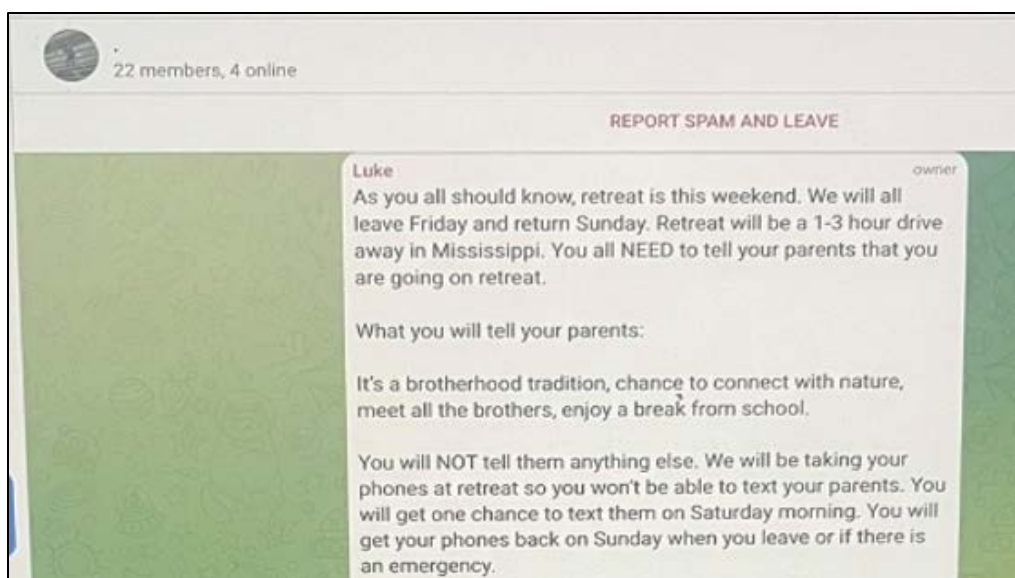 .
22 members, 4 online
REPORT SPAM AND LEAVE
Luke
owner
As you all should know, retreat is this weekend. We will all
leave Friday and return Sunday. Retreat will be a 1-3 hour drive
away in Mississippi. You all NEED to tell your parents that you
are going on retreat.
What you will tell your parents:
It's a brotherhood tradition, chance to connect with nature,
meet all the brothers, enjoy a break from school.
You will NOT tell them anything else. We will be taking your
phones at retreat so you won't be able to text your parents. You
will get one chance to text them on Saturday morning. You will
get your phones back on Sunday when you leave or if there is
an emergency.